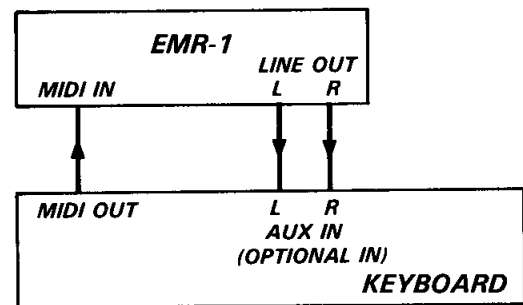 EMR-1
LINE OUT
MIDI IN L R
MIDI OUT L R
AUX IN
(OPTIONAL IN)
KEYBOARD